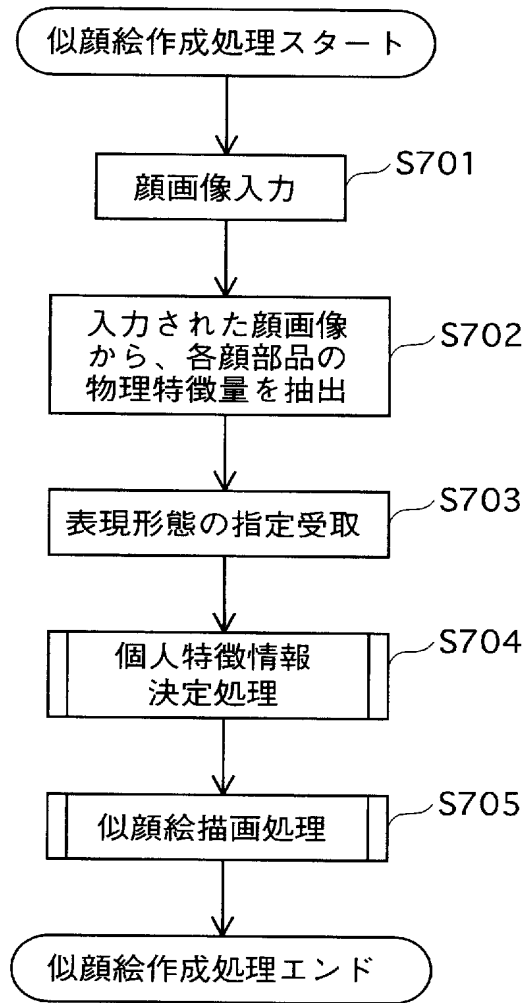 似顔絵作成処理スタート
顔画像入力
S701
入力された顔画像
から、各顔部品の
物理特徴量を抽出
S702
表現形態の指定受取
S703
個人特徴情報
決定処理
S704
似顔絵描画処理
S705
似顔絵作成処理エンド